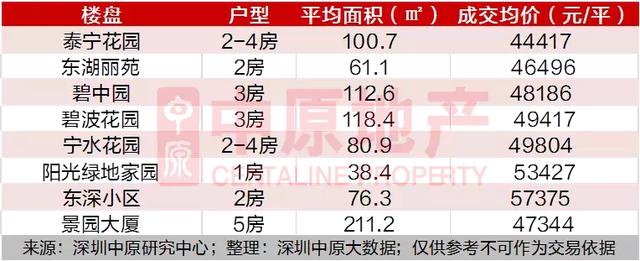 楼盘 户型 平均面积（㎡） 成交均价（元/平）
泰宁花园 2-4房 100.7 44417
东湖丽苑 2房 61.1 46496
碧中园 3房 112.6 48186
碧波花园 3房 118.4 49417
宁水花园 2-4房 80.9 49804
阳光绿地家园 1房 38.4 53427
东深小区 2房 76.3 57375
景园大厦 5房 211.2 47344
来源：深圳中原研究中心；整理：深圳中原大数据；仅供参考不可作为交易依据
中原
中原地产
CENTALINE PROPERTY